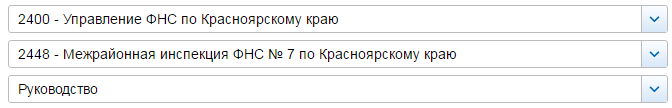 2400 - Управление ФНС по Красноярскому краю
2448 - Межрайонная инспекция ФНС № 7 по Красноярскому краю
Руководство